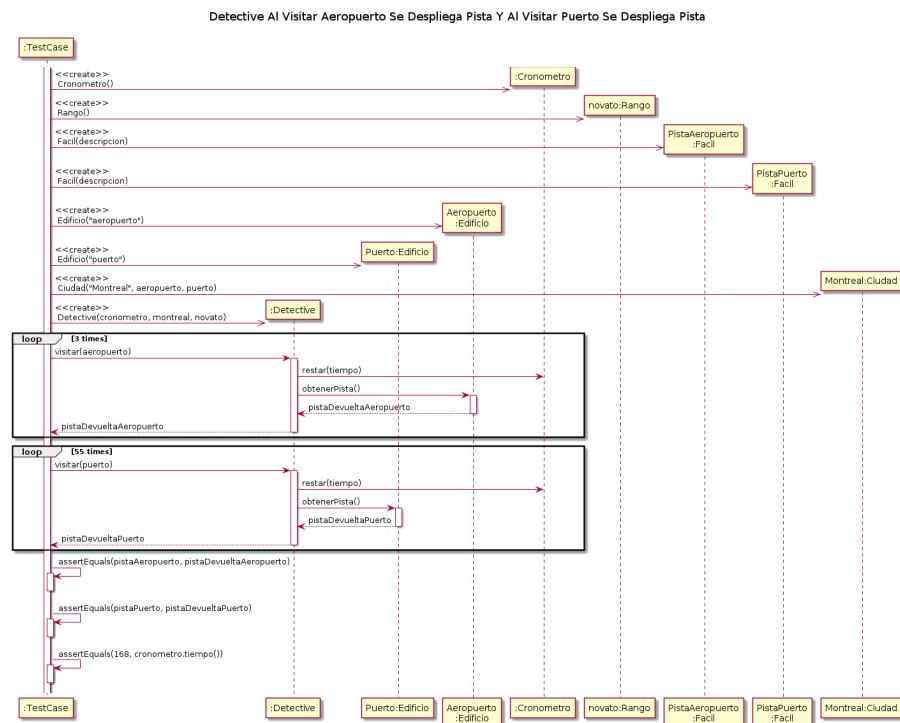 Detective Al Visitar Aeropuerto Se Despliega Pista Y Al Visitar Puerto Se Despliega Pista
:TestCase
<<create>>
Cronometro()
:Cronometro
<<create>>
Rango()
novato:Rango
<<create>>
Facil(descripcion)
PistaAeropuerto
:Facil
<<create>>
Facil(descripcion)
PistaPuerto
:Facil
<<create>>
Edificio("aeropuerto")
Aeropuerto
:Edificio
<<create>>
Edificio("puerto")
Puerto:Edificio
<<create>>
Ciudad("Montreal", aeropuerto, puerto)
Montreal:Ciudad
<<create>>
Detective(cronometro, montreal, novato)
:Detective
loop [3 times]
visitar(aeropuerto)
restar(tiempo)
obtenerPista()
pistaDevueltaAeropuerto
pistaDevueltaAeropuerto
loop [55 times]
visitar(puerto)
restar(tiempo)
obtenerPista()
pistaDevueltaPuerto
pistaDevueltaPuerto
assertEquals(pistaAeropuerto, pistaDevueltaAeropuerto)
assertEquals(pistaPuerto, pistaDevueltaPuerto)
assertEquals(168, cronometro.tiempo())
:TestCase
:Detective
Puerto:Edificio
Aeropuerto
:Edificio
:Cronometro
novato:Rango
PistaAeropuerto
:Facil
PistaPuerto
:Facil
Montreal:Ciudad